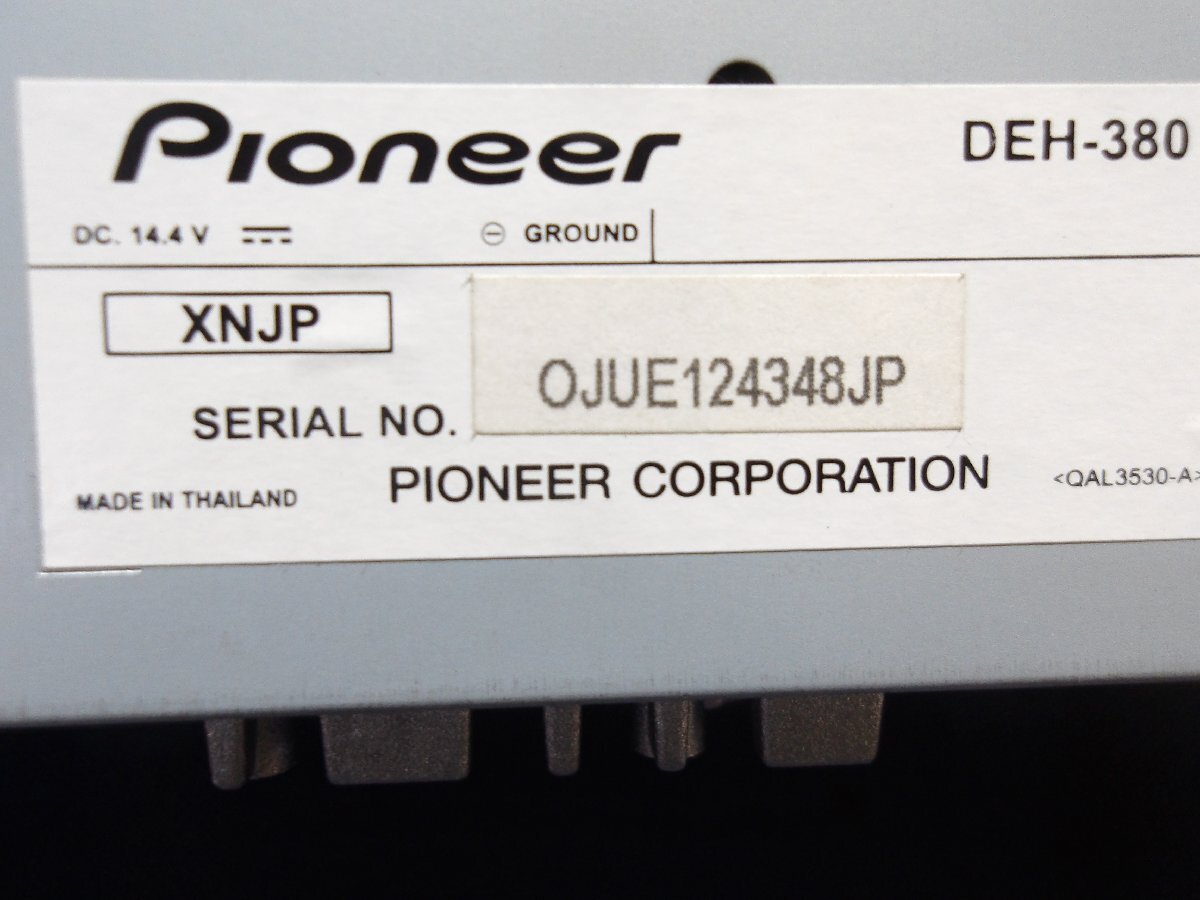 Pioneer
DEH-380
DC. 14.4 V ⎓ ⊖ GROUND
XNJP
SERIAL NO. OJUE124348JP
MADE IN THAILAND PIONEER CORPORATION <QAL3530-A>